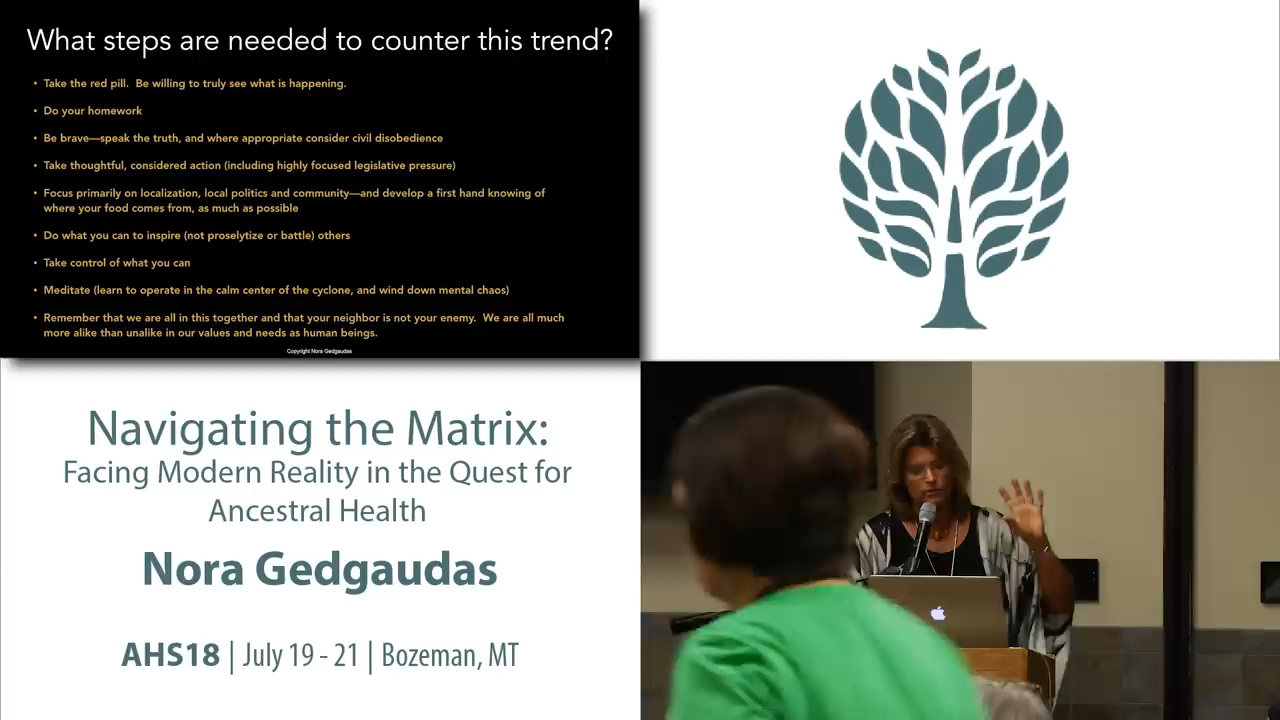 What steps are needed to counter this trend?
• Take the red pill.  Be willing to truly see what is happening.
• Do your homework
• Be brave—speak the truth, and where appropriate consider civil disobedience
• Take thoughtful, considered action (including highly focused legislative pressure)
• Focus primarily on localization, local politics and community—and develop a first hand knowing of
where your food comes from, as much as possible
• Do what you can to inspire (not proselytize or battle) others
• Take control of what you can
• Meditate (learn to operate in the calm center of the cyclone, and wind down mental chaos)
• Remember that we are all in this together and that your neighbor is not your enemy.  We are all much
more alike than unalike in our values and needs as human beings.
Copyright Nora Gedgaudas
Navigating the Matrix:
Facing Modern Reality in the Quest for
Ancestral Health
Nora Gedgaudas
AHS18 | July 19 - 21 | Bozeman, MT